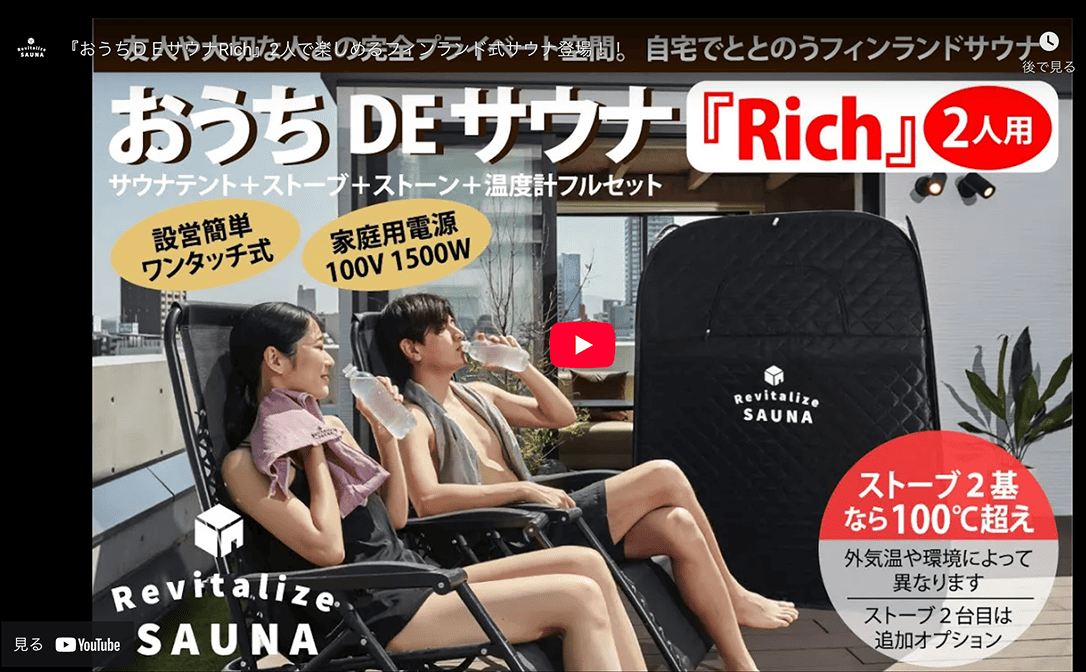 Revitalize
SAUNA
『おうちＤＥサウナRich』2人で楽しめるフィンランド式サウナ登場！！
友人や大切な人との完全プライベート空間。 自宅でととのうフィンランドサウナ
後で見る
おうち DE サウナ『Rich』2人用
サウナテント＋ストーブ＋ストーン＋温度計フルセット
設営簡単
ワンタッチ式
家庭用電源
100V 1500W
Revitalize
SAUNA
ストーブ２基
なら100℃超え
外気温や環境によって
異なります
ストーブ２台目は
追加オプション
Revitalize
SAUNA
見る YouTube